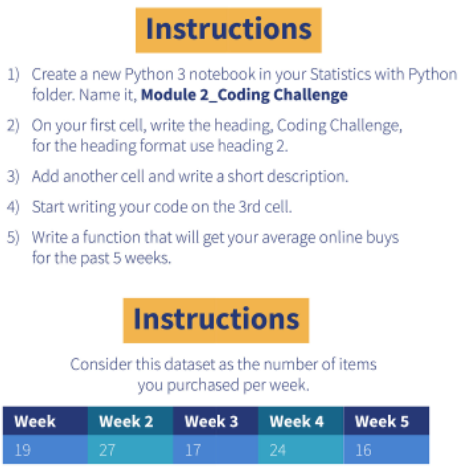 Instructions
1) Create a new Python 3 notebook in your Statistics with Python
folder. Name it, Module 2_Coding Challenge
2) On your first cell, write the heading, Coding Challenge,
for the heading format use heading 2.
3) Add another cell and write a short description.
4) Start writing your code on the 3rd cell.
5) Write a function that will get your average online buys
for the past 5 weeks.
Instructions
Consider this dataset as the number of items
you purchased per week.
Week Week 2 Week 3 Week 4 Week 5
19 27 17 24 16